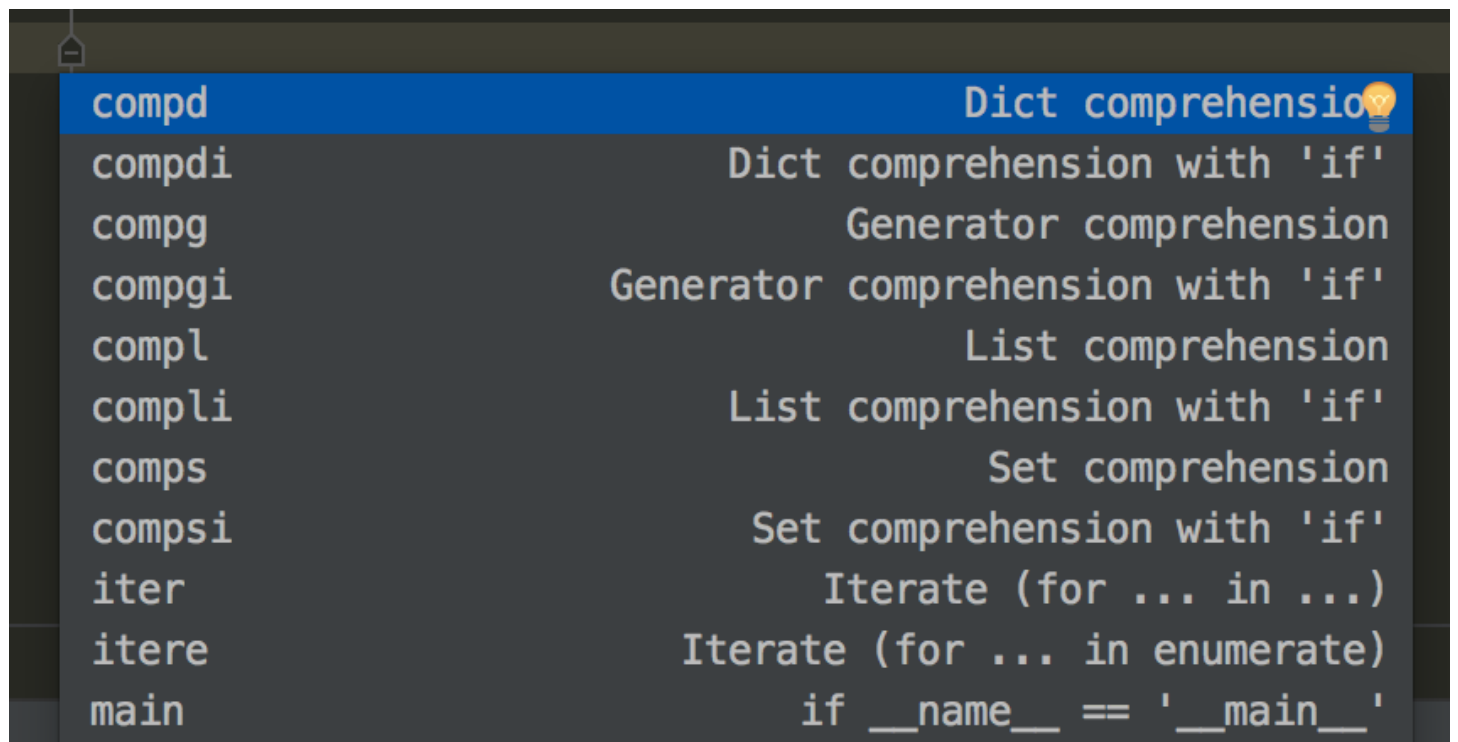 compd Dict comprehension
compdi Dict comprehension with 'if'
compg Generator comprehension
compgi Generator comprehension with 'if'
compl List comprehension
compli List comprehension with 'if'
comps Set comprehension
compsi Set comprehension with 'if'
iter Iterate (for ... in ...)
itere Iterate (for ... in enumerate)
main if __name__ == '__main__'